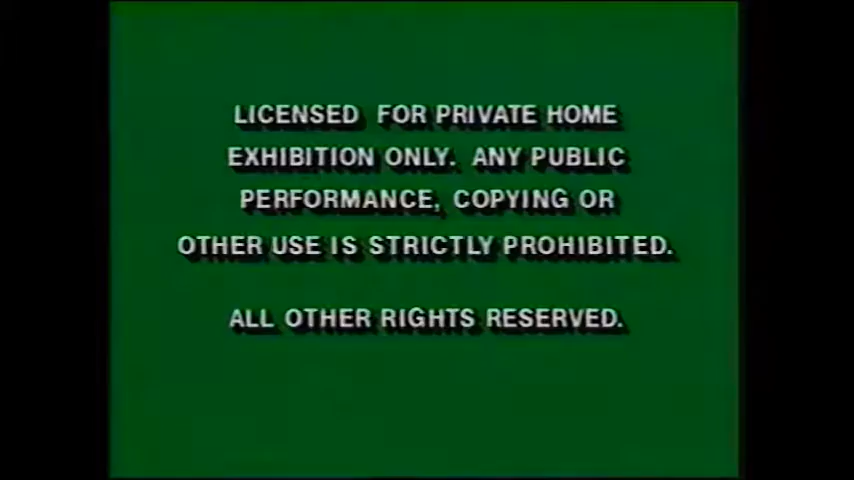 LICENSED FOR PRIVATE HOME
EXHIBITION ONLY. ANY PUBLIC
PERFORMANCE, COPYING OR
OTHER USE IS STRICTLY PROHIBITED.
ALL OTHER RIGHTS RESERVED.